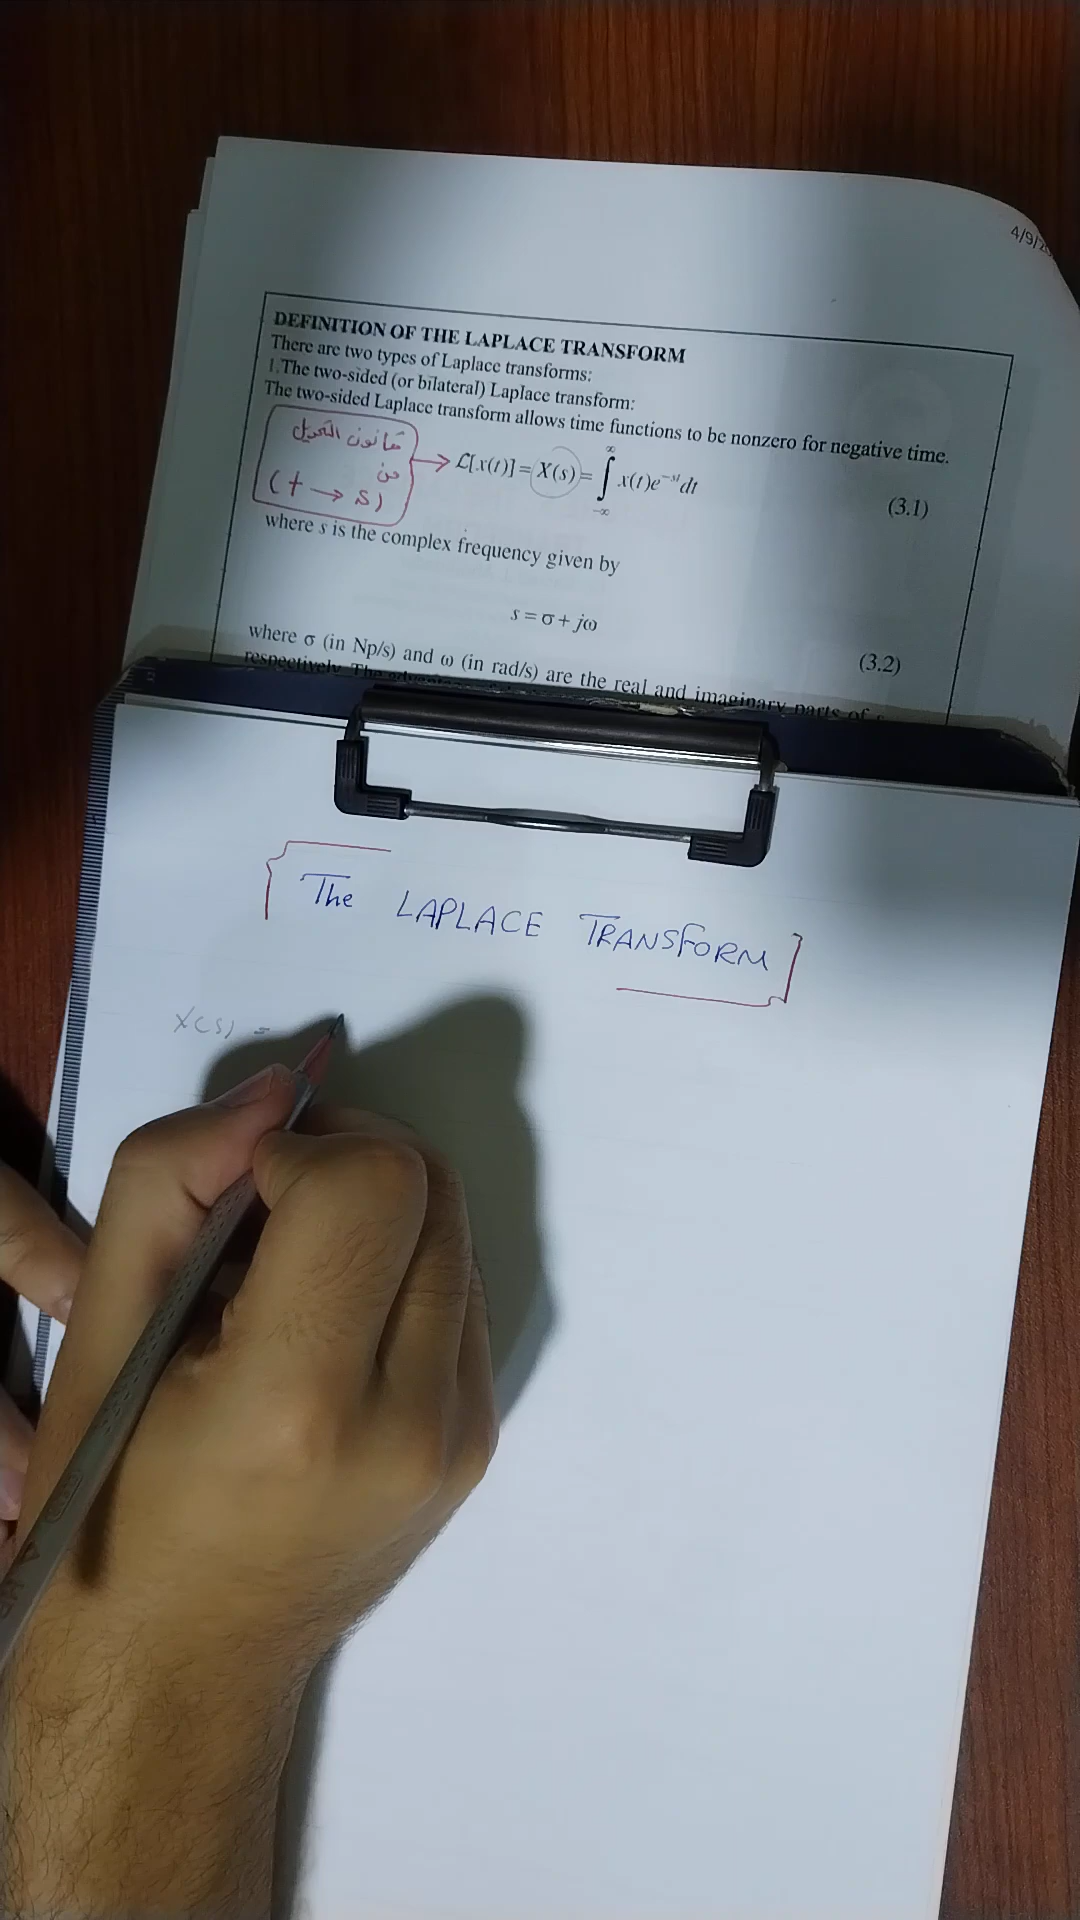 4/9/20
DEFINITION OF THE LAPLACE TRANSFORM
There are two types of Laplace transforms:
1.The two-sided (or bilateral) Laplace transform:
The two-sided Laplace transform allows time functions to be nonzero for negative time.
قانون التحويل
من
(t → s)
→ ℒ[x(t)] = X(s) = ∫_{-∞}^{∞} x(t)e^{-st}dt (3.1)
where s is the complex frequency given by
s = σ + jω (3.2)
where σ (in Np/s) and ω (in rad/s) are the real and imaginary parts of s,
respectively. The
The LAPLACE TRANSFORM
X(s) =